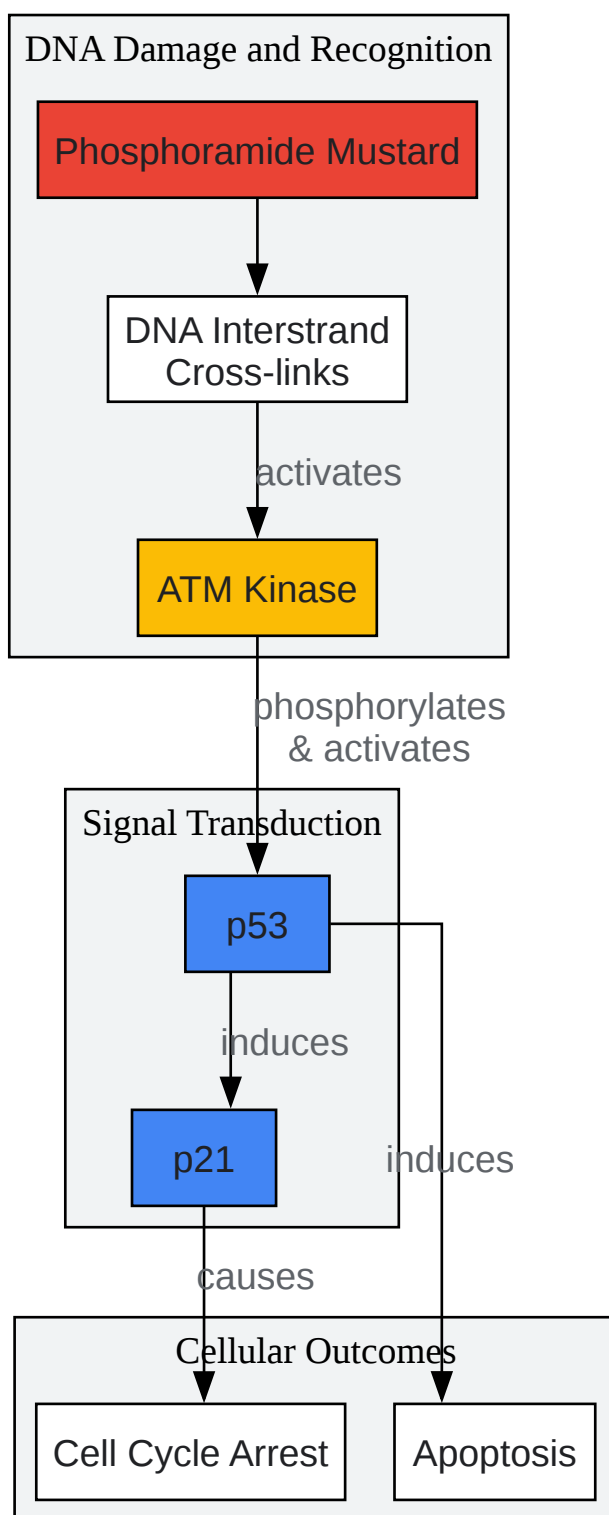 DNA Damage and Recognition
Phosphoramide Mustard
DNA Interstrand
Cross-links
activates
ATM Kinase
phosphorylates
& activates
Signal Transduction
p53
induces
p21
induces
causes
Cellular Outcomes
Cell Cycle Arrest
Apoptosis